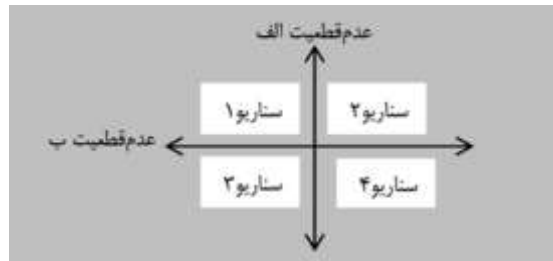 عدم‌قطعیت الف
سناریو۲
سناریو۱
عدم‌قطعیت ب
سناریو۴
سناریو۳